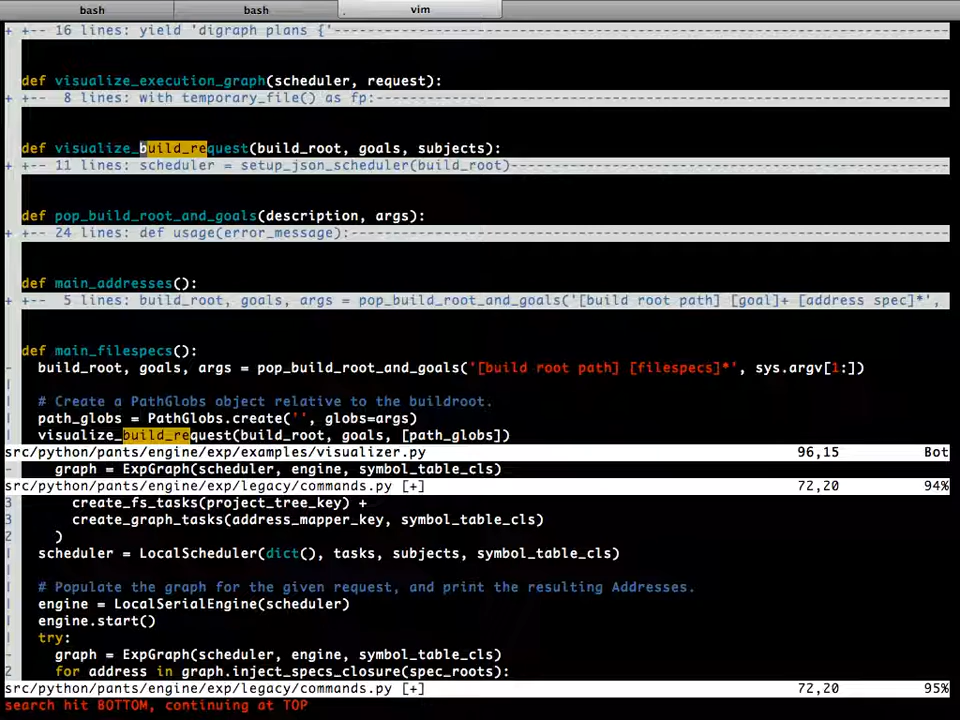 bash bash vim
+ +-- 16 lines: yield 'digraph plans {'------------------------------------------------------------------------
def visualize_execution_graph(scheduler, request):
+ +--  8 lines: with temporary_file() as fp:--------------------------------------------------------------------
def visualize_build_request(build_root, goals, subjects):
+ +-- 11 lines: scheduler = setup_json_scheduler(build_root)----------------------------------------------------
def pop_build_root_and_goals(description, args):
+ +-- 24 lines: def usage(error_message):-----------------------------------------------------------------------
def main_addresses():
+ +--  5 lines: build_root, goals, args = pop_build_root_and_goals('[build root path] [goal]+ [address spec]*',
def main_filespecs():
- build_root, goals, args = pop_build_root_and_goals('[build root path] [filespecs]*', sys.argv[1:])
|
| # Create a PathGlobs object relative to the buildroot.
| path_globs = PathGlobs.create('', globs=args)
| visualize_build_request(build_root, goals, [path_globs])
src/python/pants/engine/exp/examples/visualizer.py 96,15 Bot
- graph = ExpGraph(scheduler, engine, symbol_table_cls)
src/python/pants/engine/exp/legacy/commands.py [+] 72,20 94%
3 create_fs_tasks(project_tree_key) +
3 create_graph_tasks(address_mapper_key, symbol_table_cls)
2 )
| scheduler = LocalScheduler(dict(), tasks, subjects, symbol_table_cls)
|
| # Populate the graph for the given request, and print the resulting Addresses.
| engine = LocalSerialEngine(scheduler)
| engine.start()
| try:
- graph = ExpGraph(scheduler, engine, symbol_table_cls)
2 for address in graph.inject_specs_closure(spec_roots):
src/python/pants/engine/exp/legacy/commands.py [+] 72,20 95%
search hit BOTTOM, continuing at TOP